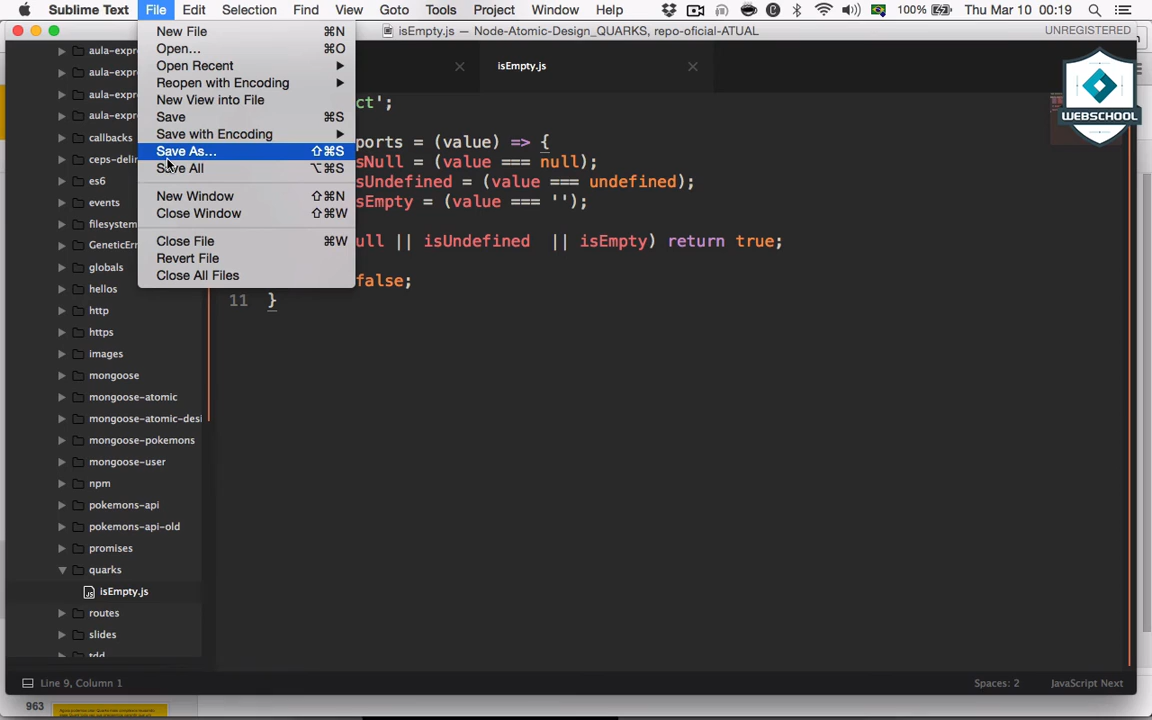 Sublime Text File Edit Selection Find View Goto Tools Project Window Help 100% Thu Mar 10 00:19
isEmpty.js — Node-Atomic-Design_QUARKS, repo-oficial-ATUAL UNREGISTERED
New File ⌘N
Open... ⌘O
Open Recent
Reopen with Encoding
New View into File
Save ⌘S
Save with Encoding
Save As... ⇧⌘S
Save All ⌥⌘S
New Window ⇧⌘N
Close Window ⇧⌘W
Close File ⌘W
Revert File
Close All Files
aula-expr
aula-expr
aula-expr
aula-expr
callbacks
ceps-delin
es6
events
filesystem
GeneticErr
globals
hellos
http
https
images
mongoose
mongoose-atomic
mongoose-atomic-desi
mongoose-pokemons
mongoose-user
npm
pokemons-api
pokemons-api-old
promises
quarks
isEmpty.js
routes
slides
tdd
isEmpty.js
ct';
ports = (value) => {
sNull = (value === null);
sUndefined = (value === undefined);
sEmpty = (value === '');
ull || isUndefined || isEmpty) return true;
false;
11 }
WEBSCHOOL
Line 9, Column 1 Spaces: 2 JavaScript Next
963